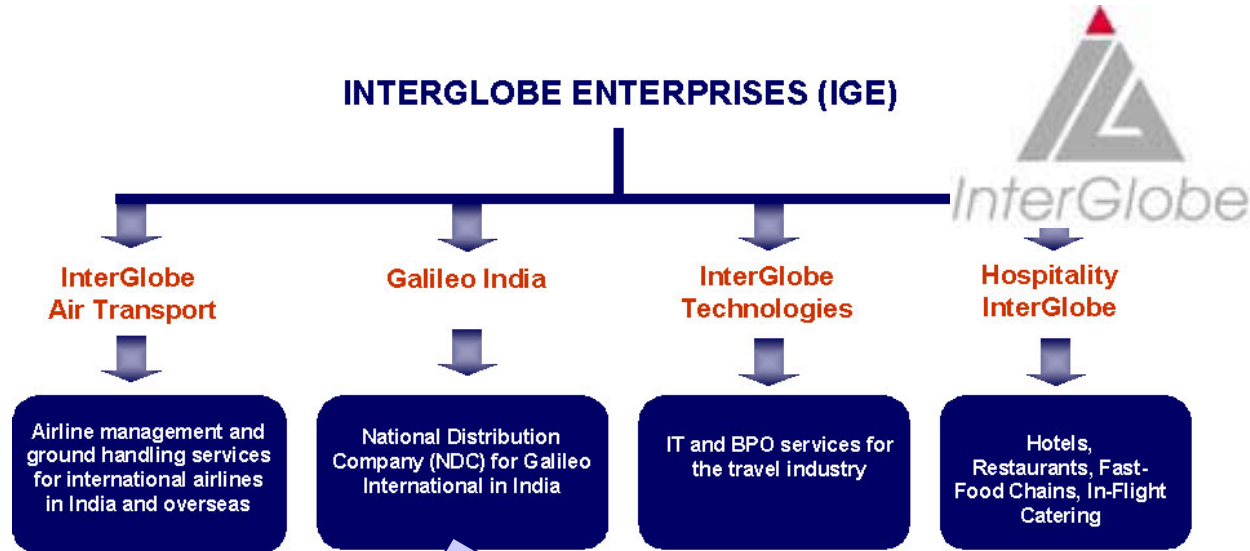 INTERGLOBE ENTERPRISES (IGE)
InterGlobe
InterGlobe
Air Transport
Galileo India
InterGlobe
Technologies
Hospitality
InterGlobe
Airline management and
ground handling services
for international airlines
in India and overseas
National Distribution
Company (NDC) for Galileo
International in India
IT and BPO services for
the travel industry
Hotels,
Restaurants, Fast-
Food Chains, In-Flight
Catering